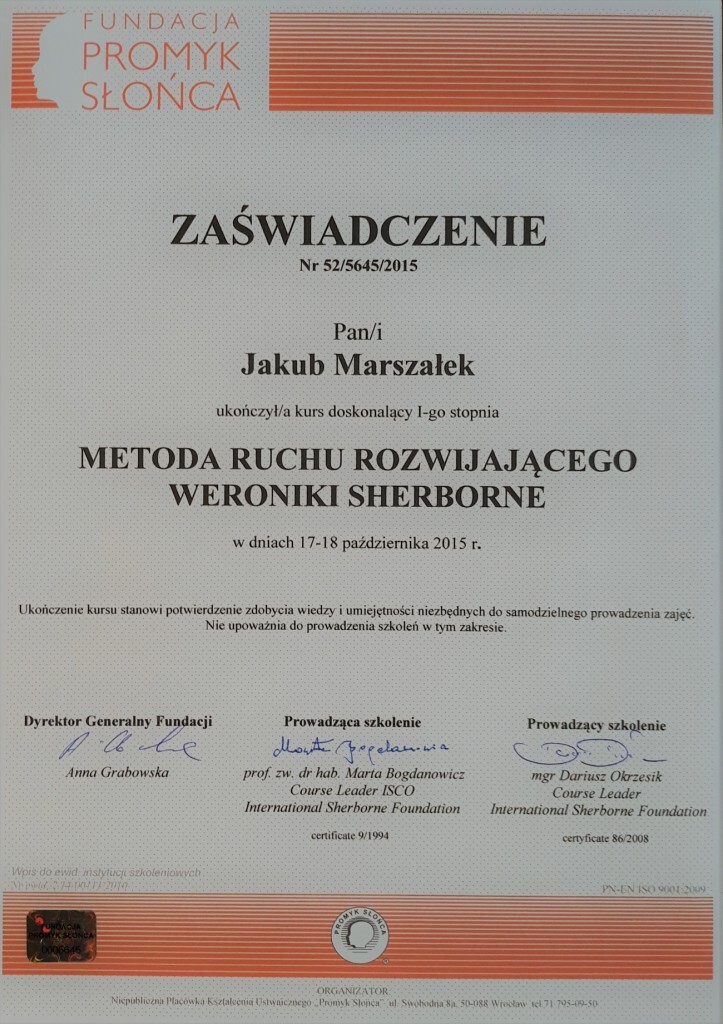 FUNDACJA
PROMYK
SŁOŃCA
ZAŚWIADCZENIE
Nr 52/5645/2015
Pan/i
Jakub Marszałek
ukończył/a kurs doskonalący I-go stopnia
METODA RUCHU ROZWIJAJĄCEGO
WERONIKI SHERBORNE
w dniach 17-18 października 2015 r.
Ukończenie kursu stanowi potwierdzenie zdobycia wiedzy i umiejętności niezbędnych do samodzielnego prowadzenia zajęć.
Nie upoważnia do prowadzenia szkoleń w tym zakresie.
Dyrektor Generalny Fundacji
Anna Grabowska
Prowadząca szkolenie
Marta Bogdanowicz
prof. zw. dr hab. Marta Bogdanowicz
Course Leader ISCO
International Sherborne Foundation
certificate 9/1994
Prowadzący szkolenie
mgr Dariusz Okrzesik
Course Leader
International Sherborne Foundation
certyficate 86/2008
Wpis do ewid. instytucji szkoleniowych
PN-EN ISO 9001:2009
FUNDACJA
PROMYK SŁOŃCA
PROMYK SŁOŃCA
ORGANIZATOR
Niepubliczna Placówka Kształcenia Ustawicznego „Promyk Słońca" ul. Swobodna 8a, 50-088 Wrocław tel 71 795-09-50